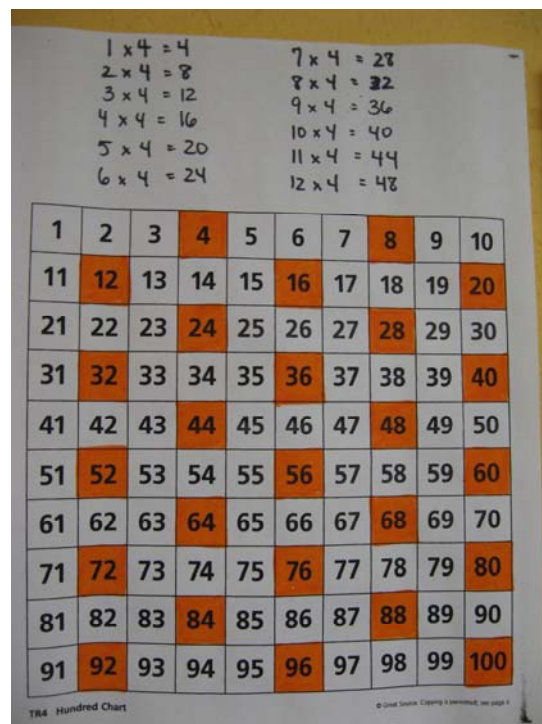 1 x 4 = 4
2 x 4 = 8
3 x 4 = 12
4 x 4 = 16
5 x 4 = 20
6 x 4 = 24
7 x 4 = 28
8 x 4 = 32
9 x 4 = 36
10 x 4 = 40
11 x 4 = 44
12 x 4 = 48
1 2 3 4 5 6 7 8 9 10
11 12 13 14 15 16 17 18 19 20
21 22 23 24 25 26 27 28 29 30
31 32 33 34 35 36 37 38 39 40
41 42 43 44 45 46 47 48 49 50
51 52 53 54 55 56 57 58 59 60
61 62 63 64 65 66 67 68 69 70
71 72 73 74 75 76 77 78 79 80
81 82 83 84 85 86 87 88 89 90
91 92 93 94 95 96 97 98 99 100
TR4 Hundred Chart
© Great Source. Copying is permitted; see page